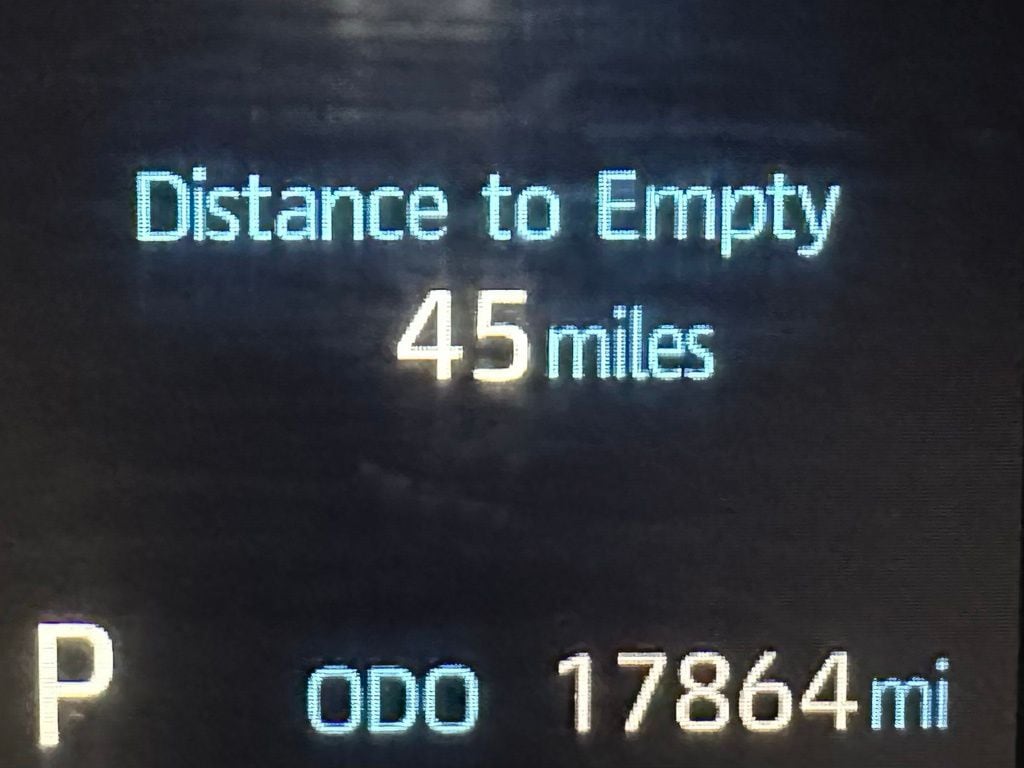 Distance to Empty
45 miles
P ODO 17864 mi